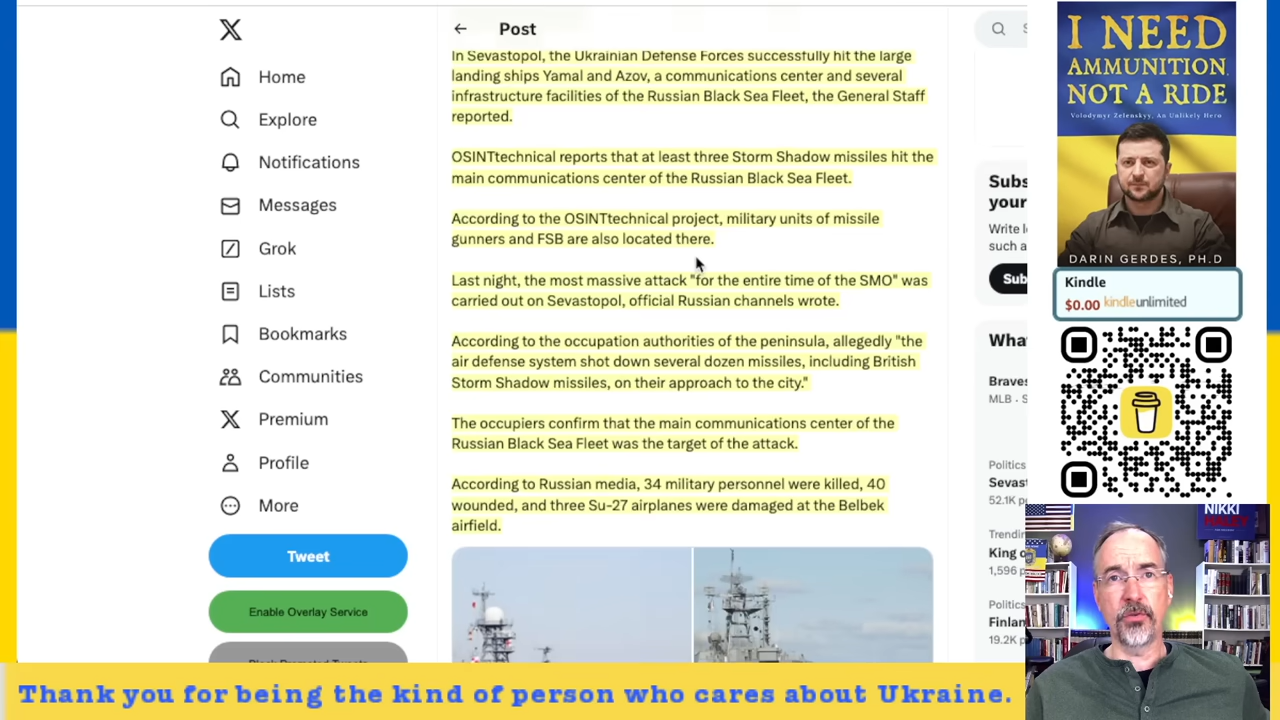 Home
Explore
Notifications
Messages
Grok
Lists
Bookmarks
Communities
Premium
Profile
More
Tweet
Enable Overlay Service
Post
In Sevastopol, the Ukrainian Defense Forces successfully hit the large
landing ships Yamal and Azov, a communications center and several
infrastructure facilities of the Russian Black Sea Fleet, the General Staff
reported.
OSINTtechnical reports that at least three Storm Shadow missiles hit the
main communications center of the Russian Black Sea Fleet.
According to the OSINTtechnical project, military units of missile
gunners and FSB are also located there.
Last night, the most massive attack "for the entire time of the SMO" was
carried out on Sevastopol, official Russian channels wrote.
According to the occupation authorities of the peninsula, allegedly "the
air defense system shot down several dozen missiles, including British
Storm Shadow missiles, on their approach to the city."
The occupiers confirm that the main communications center of the
Russian Black Sea Fleet was the target of the attack.
According to Russian media, 34 military personnel were killed, 40
wounded, and three Su-27 airplanes were damaged at the Belbek
airfield.
Subs
your
Write l
such a
Sub
Wha
Braves
MLB · S
Politics
Sevast
52.1K p
Trendin
King o
1,596 p
Politics
Finlan
19.2K p
I NEED
AMMUNITION,
NOT A RIDE
Volodymyr Zelenskyy, An Unlikely Hero
DARIN GERDES, PH.D
Kindle
$0.00 kindleunlimited
NIKKI
HALEY
Thank you for being the kind of person who cares about Ukraine.